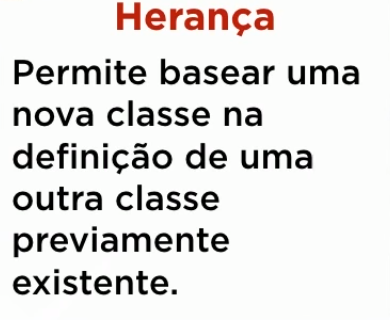 Herança
Permite basear uma
nova classe na
definição de uma
outra classe
previamente
existente.